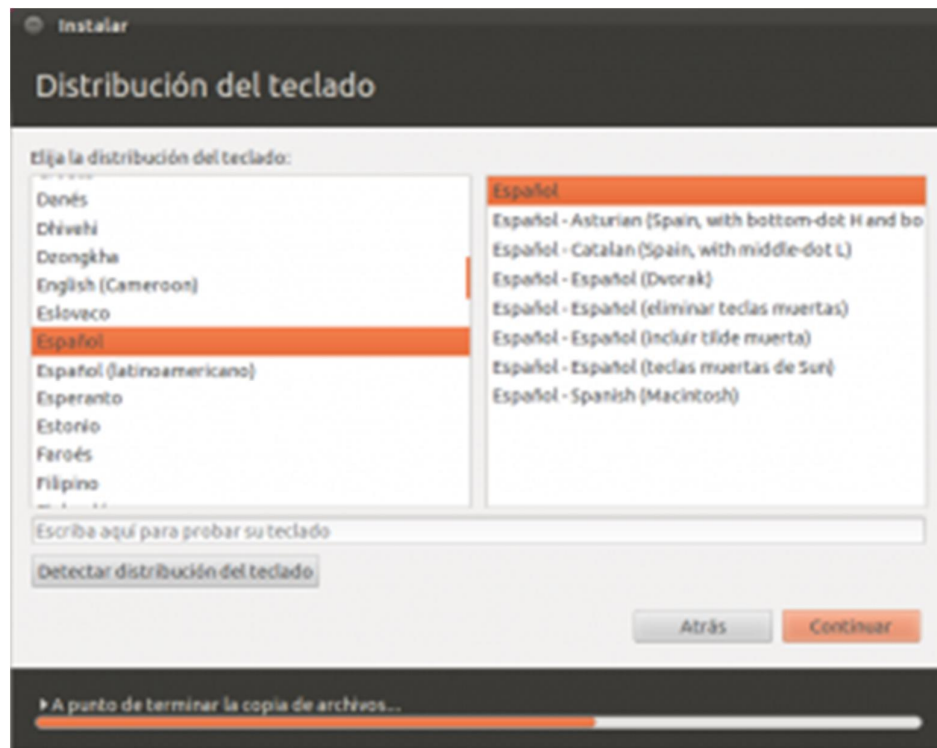 Instalar
Distribución del teclado
Elija la distribución del teclado:
Danés
Dhivehi
Dzongkha
English (Cameroon)
Eslovaco
Español
Español (latinoamericano)
Esperanto
Estonio
Faroés
Filipino
Español
Español - Asturian (Spain, with bottom-dot H and bo
Español - Catalan (Spain, with middle-dot L)
Español - Español (Dvorak)
Español - Español (eliminar teclas muertas)
Español - Español (Incluir tilde muerta)
Español - Español (teclas muertas de Sun)
Español - Spanish (Macintosh)
Escriba aquí para probar su teclado
Detectar distribución del teclado
Atrás
Continuar
A punto de terminar la copia de archivos...